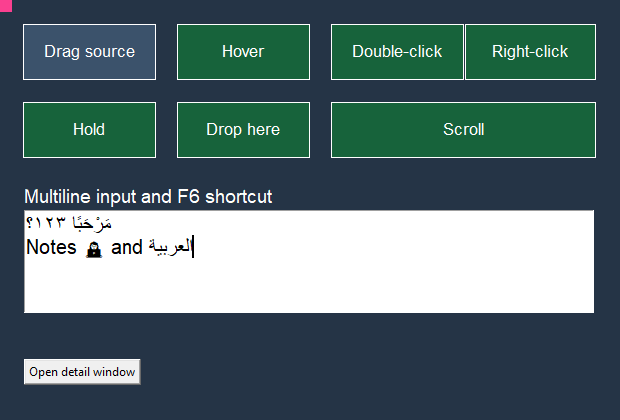 Drag source
Hover
Double-click
Right-click
Hold
Drop here
Scroll
Multiline input and F6 shortcut
مَرْحَبًا ١٢٣؟
Notes 🔒 and العربية
Open detail window